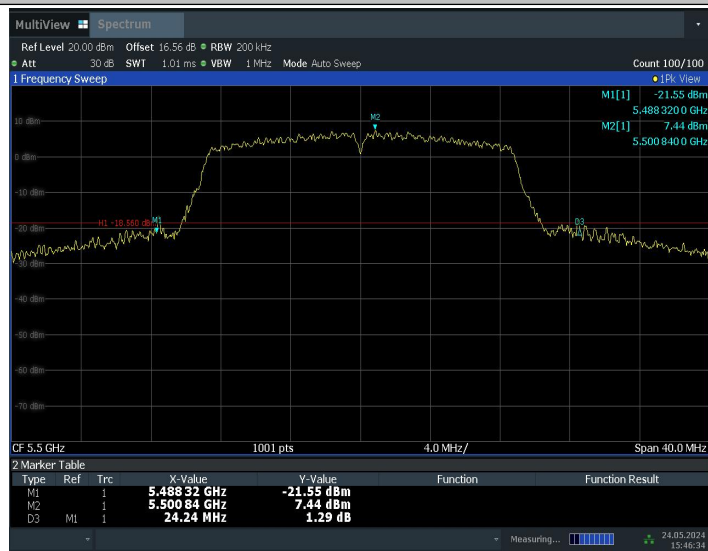 MultiView Spectrum
Ref Level 20.00 dBm Offset 16.56 dB RBW 200 kHz
Att 30 dB SWT 1.01 ms VBW 1 MHz Mode Auto Sweep Count 100/100
1 Frequency Sweep 1Pk View
M1[1] -21.55 dBm
5.488 320 0 GHz
M2[1] 7.44 dBm
5.500 840 0 GHz
M2
10 dBm
0 dBm
-10 dBm
H1 -18.560 dBm
M1
D3
-20 dBm
-30 dBm
-40 dBm
-50 dBm
-60 dBm
-70 dBm
CF 5.5 GHz 1001 pts 4.0 MHz/ Span 40.0 MHz
2 Marker Table
Type Ref Trc X-Value Y-Value Function Function Result
M1 1 5.488 32 GHz -21.55 dBm
M2 1 5.500 84 GHz 7.44 dBm
D3 M1 1 24.24 MHz 1.29 dB
Measuring... 24.05.2024
15:46:34